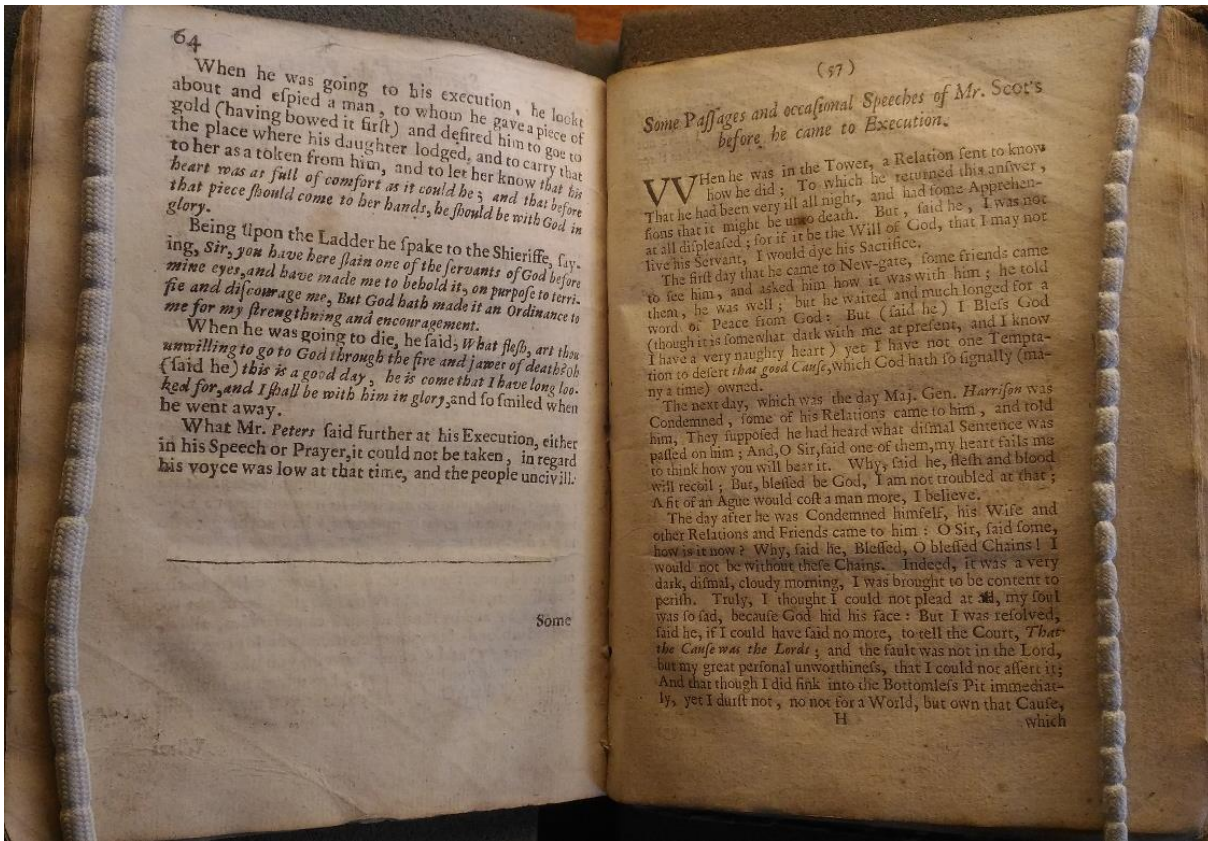 64
When he was going to his execution, he lookt
about and eſpied a man, to whom he gave a piece of
gold (having bowed it firſt) and deſired him to goe to
the place where his daughter lodged, and to carry that
to her as a token from him, and to let her know that his
heart was as full of comfort as it could be; and that before
that piece ſhould come to her hands, he ſhould be with God in
glory.
Being Upon the Ladder he ſpake to the Shieriffe, ſay-
ing, Sir, you have here ſlain one of the ſervants of God before
mine eyes, and have made me to behold it, on purpoſe to terri-
fie and diſcourage me, But God hath made it an Ordinance to
me for my ſtrengthning and encouragement.
When he was going to die, he ſaid, What fleſh, art thou
unwilling to go to God through the fire and jawes of death? oh
(ſaid he) this is a good day, he is come that I have long loo-
ked for, and I ſhall be with him in glory, and ſo ſmiled when
he went away.
What Mr. Peters ſaid further at his Execution, either
in his Speech or Prayer, it could not be taken, in regard
his voyce was low at that time, and the people uncivill.
Some
(57)
Some Paſſages and occaſional Speeches of Mr. Scot's
before he came to Execution.
VVHen he was in the Tower, a Relation ſent to know
how he did; To which he returned this anſwer,
That he had been very ill all night, and had ſome Apprehen-
ſions that it might be unto death. But, ſaid he, I was not
at all diſpleaſed; for if it be the Will of God, that I may not
live his Servant, I would dye his Sacrifice.
The firſt day that he came to New-gate, ſome friends came
to ſee him, and asked him how it was with him; he told
them, he was well; but he waited and much longed for a
word of Peace from God: But (ſaid he) I Bleſs God
(though it is ſomewhat dark with me at preſent, and I know
I have a very naughty heart) yet I have not one Tempta-
tion to deſert that good Cauſe, which God hath ſo ſignally (ma-
ny a time) owned.
The next day, which was the day Maj. Gen. Harriſon was
Condemned, ſome of his Relations came to him, and told
him, They ſuppoſed he had heard what diſmal Sentence was
paſſed on him; And, O Sir, ſaid one of them, my heart fails me
to think how you will bear it. Why, ſaid he, fleſh and blood
will recoil; But, bleſſed be God, I am not troubled at that;
A fit of an Ague would coſt a man more, I believe.
The day after he was Condemned himſelf, his Wife and
other Relations and Friends came to him: O Sir, ſaid ſome,
how is it now? Why, ſaid he, Bleſſed, O bleſſed Chains! I
would not be without theſe Chains. Indeed, it was a very
dark, diſmal, cloudy morning, I was brought to be content to
periſh. Truly, I thought I could not plead at all, my ſoul
was ſo ſad, becauſe God hid his face: But I was reſolved,
ſaid he, if I could have ſaid no more, to tell the Court, That
the Cauſe was the Lords; and the fault was not in the Lord,
but my great perſonal unworthineſs, that I could not aſſert it;
And that though I did ſink into the Bottomleſs Pit immediat-
ly, yet I durſt not, no not for a World, but own that Cauſe,
H which